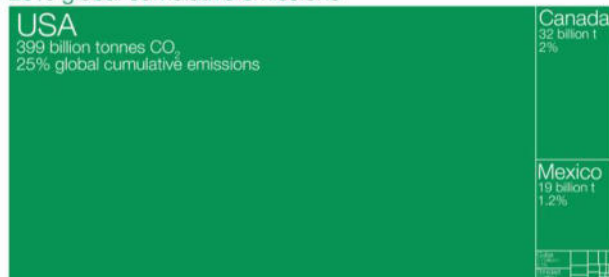 USA
399 billion tonnes CO₂
25% global cumulative emissions
Canada
32 billion t
2%
Mexico
19 billion t
1.2%